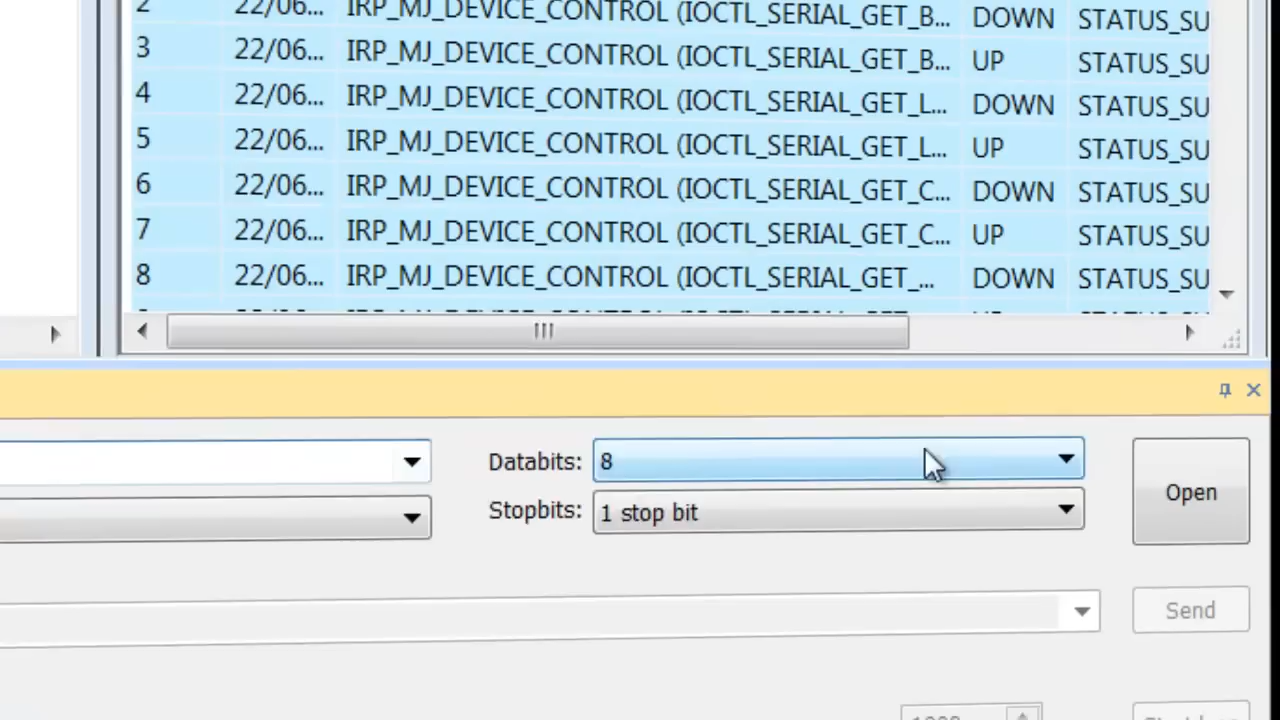 2 22/06... IRP_MJ_DEVICE_CONTROL (IOCTL_SERIAL_GET_B... DOWN STATUS_SU
3 22/06... IRP_MJ_DEVICE_CONTROL (IOCTL_SERIAL_GET_B... UP STATUS_SU
4 22/06... IRP_MJ_DEVICE_CONTROL (IOCTL_SERIAL_GET_L... DOWN STATUS_SU
5 22/06... IRP_MJ_DEVICE_CONTROL (IOCTL_SERIAL_GET_L... UP STATUS_SU
6 22/06... IRP_MJ_DEVICE_CONTROL (IOCTL_SERIAL_GET_C... DOWN STATUS_SU
7 22/06... IRP_MJ_DEVICE_CONTROL (IOCTL_SERIAL_GET_C... UP STATUS_SU
8 22/06... IRP_MJ_DEVICE_CONTROL (IOCTL_SERIAL_GET_... DOWN STATUS_SU
Databits: 8
Open
Stopbits: 1 stop bit
Send